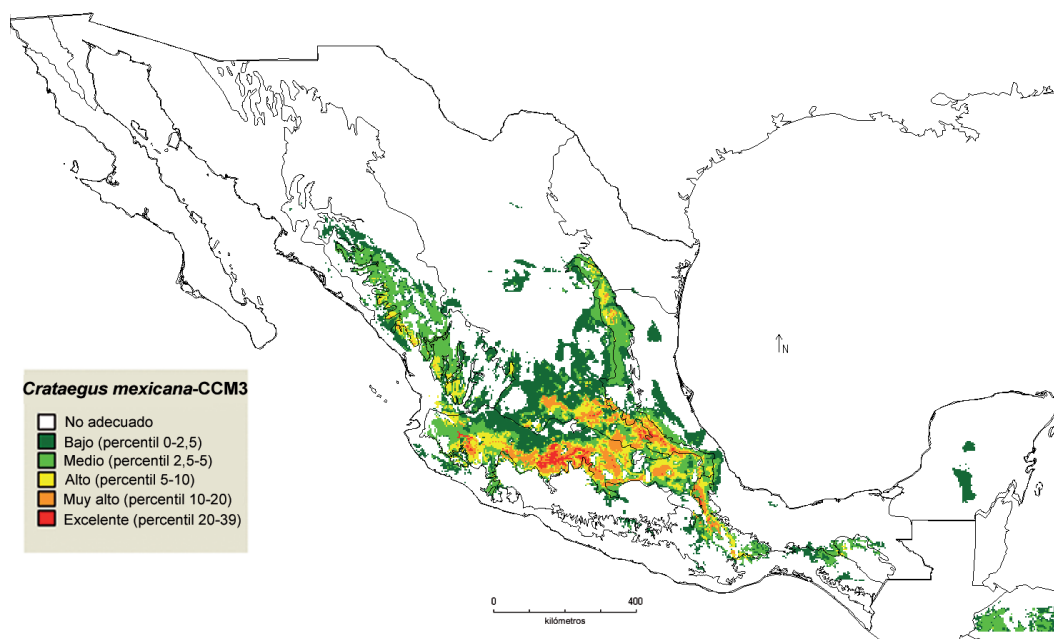 Crataegus mexicana-CCM3
No adecuado
Bajo (percentil 0-2,5)
Medio (percentil 2,5-5)
Alto (percentil 5-10)
Muy alto (percentil 10-20)
Excelente (percentil 20-39)
N
0 400
kilómetros